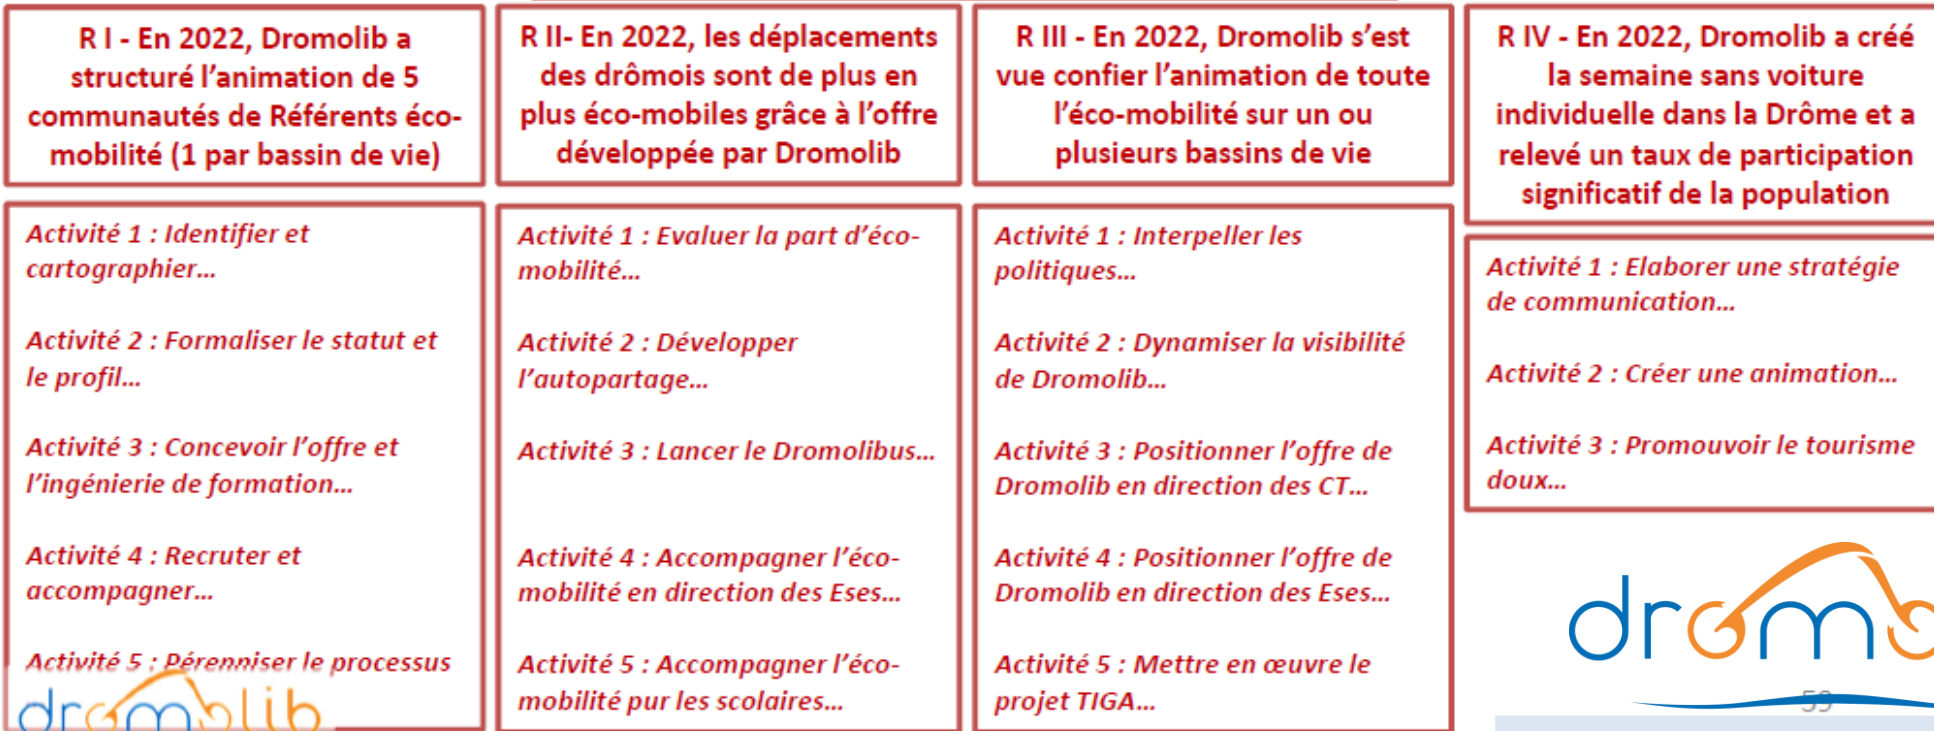 R I - En 2022, Dromolib a
structuré l’animation de 5
communautés de Référents éco-
mobilité (1 par bassin de vie)
Activité 1 : Identifier et
cartographier…
Activité 2 : Formaliser le statut et
le profil…
Activité 3 : Concevoir l’offre et
l’ingénierie de formation…
Activité 4 : Recruter et
accompagner…
Activité 5 : Pérenniser le processus
dromolib
R II- En 2022, les déplacements
des drômois sont de plus en
plus éco-mobiles grâce à l’offre
développée par Dromolib
Activité 1 : Evaluer la part d’éco-
mobilité…
Activité 2 : Développer
l’autopartage…
Activité 3 : Lancer le Dromolibus…
Activité 4 : Accompagner l’éco-
mobilité en direction des Eses…
Activité 5 : Accompagner l’éco-
mobilité pur les scolaires…
R III - En 2022, Dromolib s’est
vue confier l’animation de toute
l’éco-mobilité sur un ou
plusieurs bassins de vie
Activité 1 : Interpeller les
politiques…
Activité 2 : Dynamiser la visibilité
de Dromolib…
Activité 3 : Positionner l’offre de
Dromolib en direction des CT…
Activité 4 : Positionner l’offre de
Dromolib en direction des Eses…
Activité 5 : Mettre en œuvre le
projet TIGA…
R IV - En 2022, Dromolib a créé
la semaine sans voiture
individuelle dans la Drôme et a
relevé un taux de participation
significatif de la population
Activité 1 : Elaborer une stratégie
de communication…
Activité 2 : Créer une animation…
Activité 3 : Promouvoir le tourisme
doux…
dromo
59